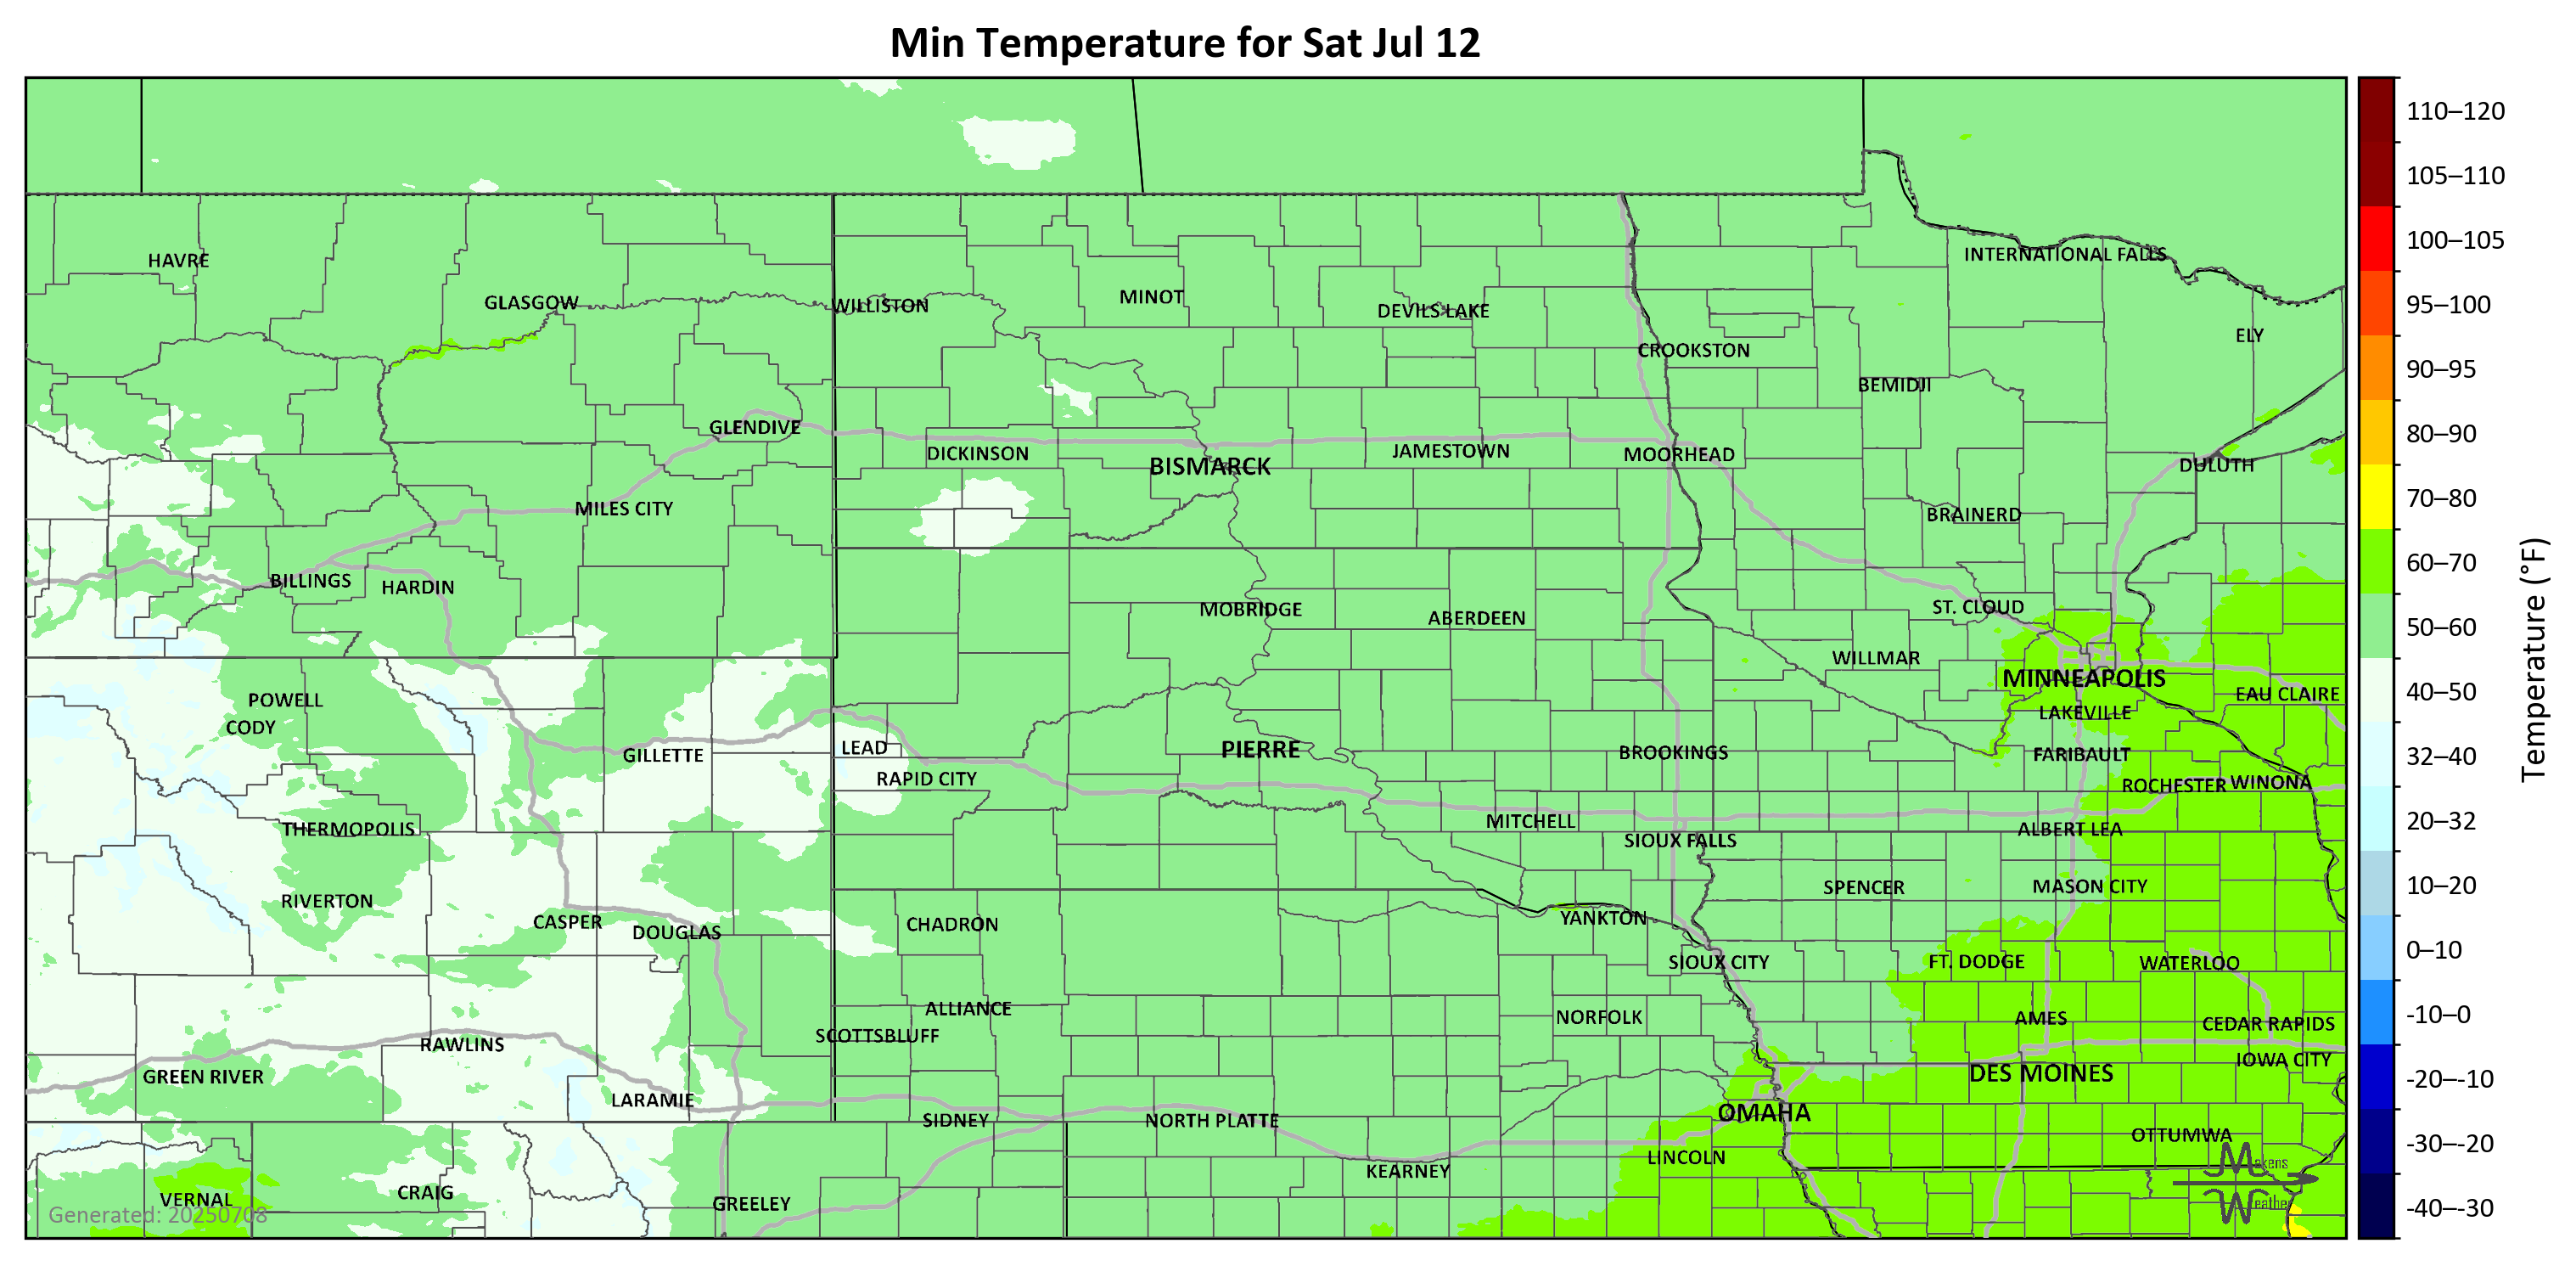 Min Temperature for Sat Jul 12
HAVRE
INTERNATIONAL FALLS
GLASGOW
WILLISTON
MINOT
DEVILS LAKE
ELY
CROOKSTON
BEMIDJI
GLENDIVE
DICKINSON
BISMARCK
JAMESTOWN
MOORHEAD
DULUTH
MILES CITY
BRAINERD
BILLINGS
HARDIN
MOBRIDGE
ABERDEEN
ST. CLOUD
WILLMAR
MINNEAPOLIS
EAU CLAIRE
POWELL
CODY
LAKEVILLE
GILLETTE
LEAD
PIERRE
BROOKINGS
FARIBAULT
RAPID CITY
ROCHESTER
WINONA
THERMOPOLIS
MITCHELL
SIOUX FALLS
ALBERT LEA
RIVERTON
SPENCER
MASON CITY
CASPER
DOUGLAS
CHADRON
YANKTON
SIOUX CITY
FT. DODGE
WATERLOO
ALLIANCE
NORFOLK
AMES
CEDAR RAPIDS
SCOTTSBLUFF
RAWLINS
IOWA CITY
GREEN RIVER
DES MOINES
LARAMIE
SIDNEY
NORTH PLATTE
OMAHA
OTTUMWA
LINCOLN
KEARNEY
VERNAL
CRAIG
GREELEY
Generated: 20250708
Makens
Weather
110–120
105–110
100–105
95–100
90–95
80–90
70–80
60–70
50–60
40–50
32–40
20–32
10–20
0–10
-10–0
-20–-10
-30–-20
-40–-30
Temperature (°F)